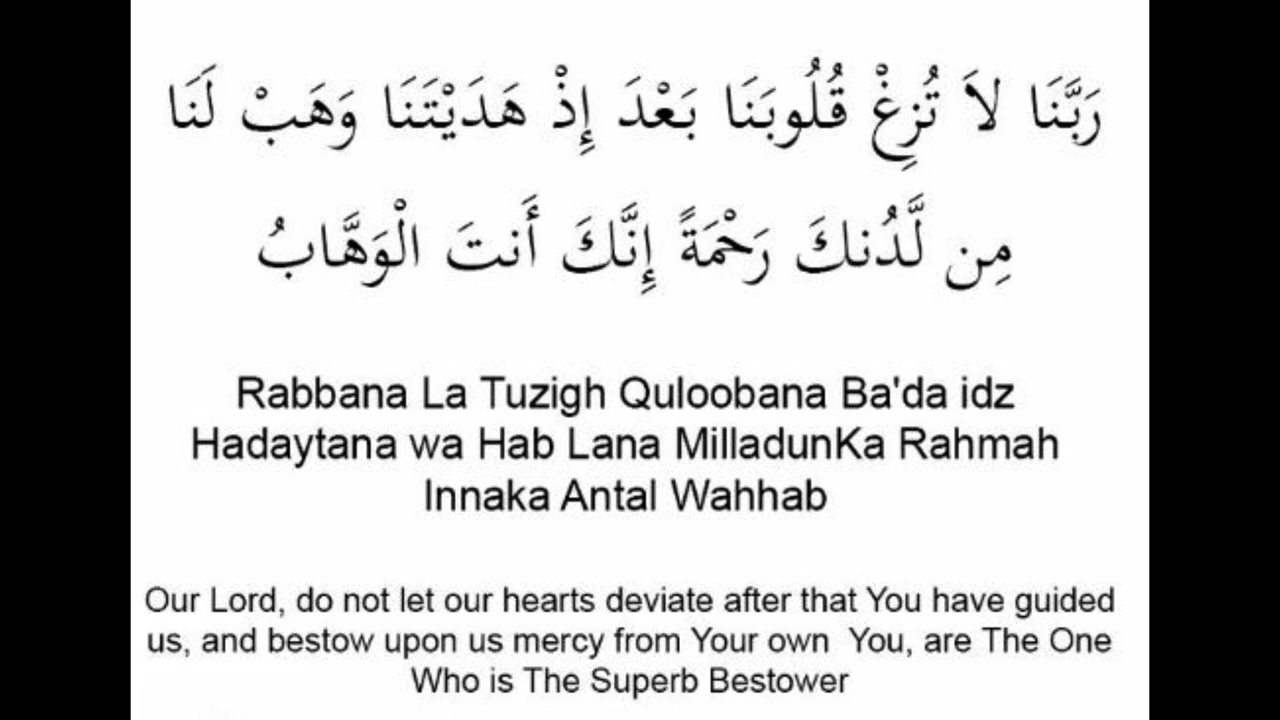 رَبَّنَا لاَ تُزِغْ قُلُوبَنَا بَعْدَ إِذْ هَدَيْتَنَا وَهَبْ لَنَا
مِن لَّدُنكَ رَحْمَةً إِنَّكَ أَنتَ الْوَهَّابُ
Rabbana La Tuzigh Quloobana Ba'da idz
Hadaytana wa Hab Lana MilladunKa Rahmah
Innaka Antal Wahhab
Our Lord, do not let our hearts deviate after that You have guided
us, and bestow upon us mercy from Your own  You, are The One
Who is The Superb Bestower